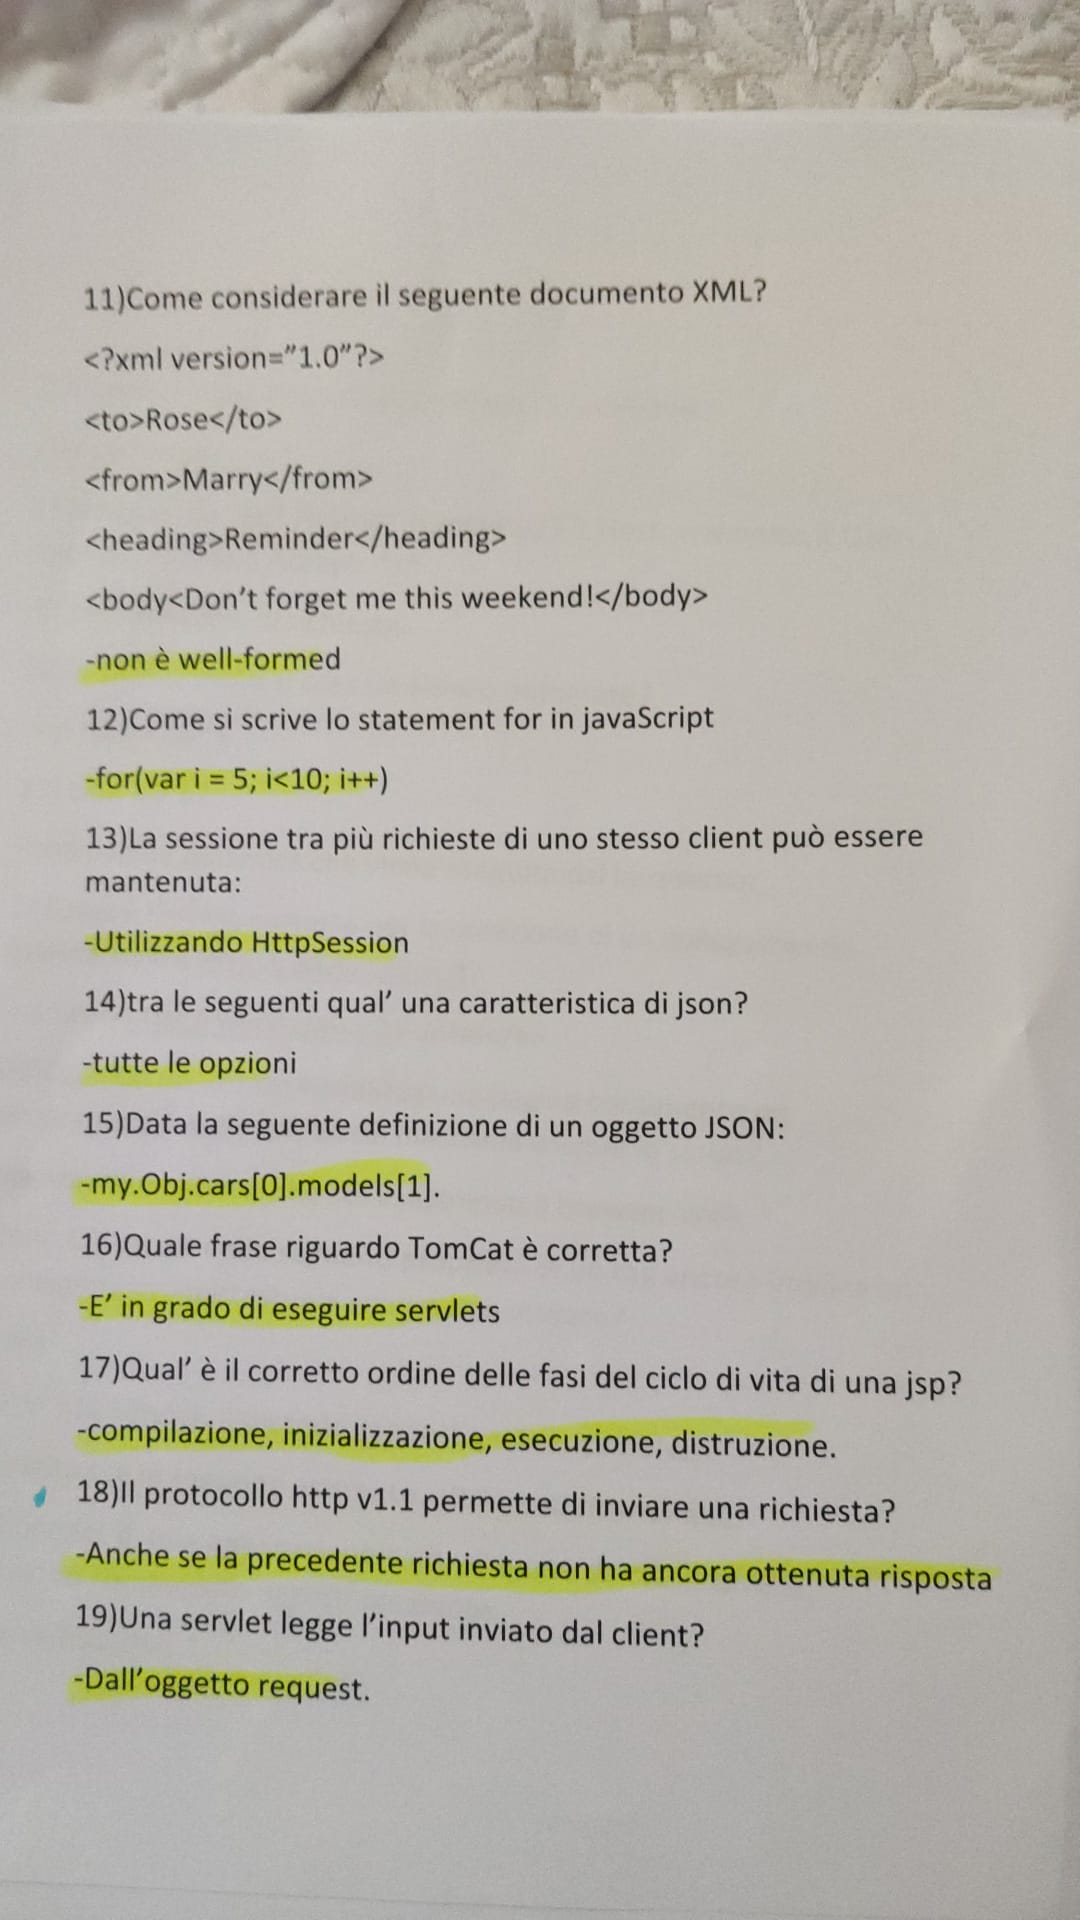 11)Come considerare il seguente documento XML?
<?xml version=”1.0”?>
<to>Rose</to>
<from>Marry</from>
<heading>Reminder</heading>
<body<Don’t forget me this weekend!</body>
-non è well-formed
12)Come si scrive lo statement for in javaScript
-for(var i = 5; i<10; i++)
13)La sessione tra più richieste di uno stesso client può essere
mantenuta:
-Utilizzando HttpSession
14)tra le seguenti qual’ una caratteristica di json?
-tutte le opzioni
15)Data la seguente definizione di un oggetto JSON:
-my.Obj.cars[0].models[1].
16)Quale frase riguardo TomCat è corretta?
-E’ in grado di eseguire servlets
17)Qual’ è il corretto ordine delle fasi del ciclo di vita di una jsp?
-compilazione, inizializzazione, esecuzione, distruzione.
18)Il protocollo http v1.1 permette di inviare una richiesta?
-Anche se la precedente richiesta non ha ancora ottenuta risposta
19)Una servlet legge l’input inviato dal client?
-Dall’oggetto request.